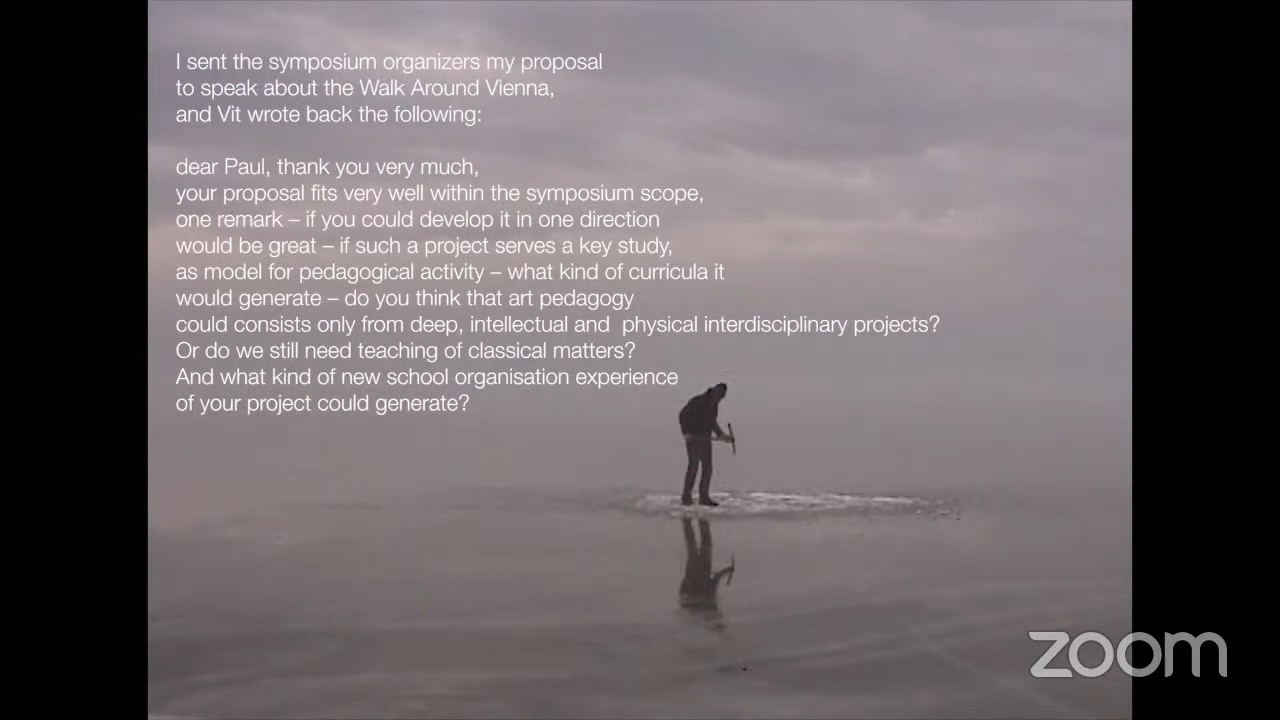 I sent the symposium organizers my proposal
to speak about the Walk Around Vienna,
and Vit wrote back the following:
dear Paul, thank you very much,
your proposal fits very well within the symposium scope,
one remark – if you could develop it in one direction
would be great – if such a project serves a key study,
as model for pedagogical activity – what kind of curricula it
would generate – do you think that art pedagogy
could consists only from deep, intellectual and  physical interdisciplinary projects?
Or do we still need teaching of classical matters?
And what kind of new school organisation experience
of your project could generate?
zoom